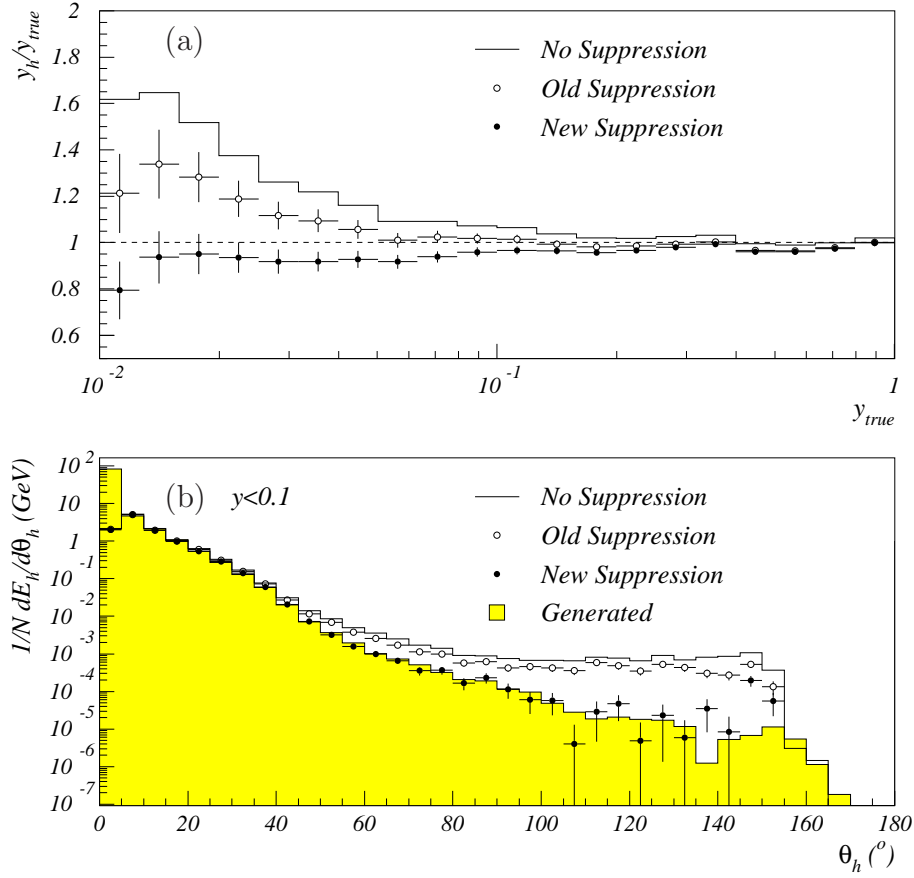 (a)
y_h/y_true
2
1.8
1.6
1.4
1.2
1
0.8
0.6
No Suppression
Old Suppression
New Suppression
10^-2
10^-1
1
y_true
(b)
y<0.1
1/N dE_h/dθ_h (GeV)
10^2
10
1
10^-1
10^-2
10^-3
10^-4
10^-5
10^-6
10^-7
10
No Suppression
Old Suppression
New Suppression
Generated
0 20 40 60 80 100 120 140 160 180
θ_h (°)